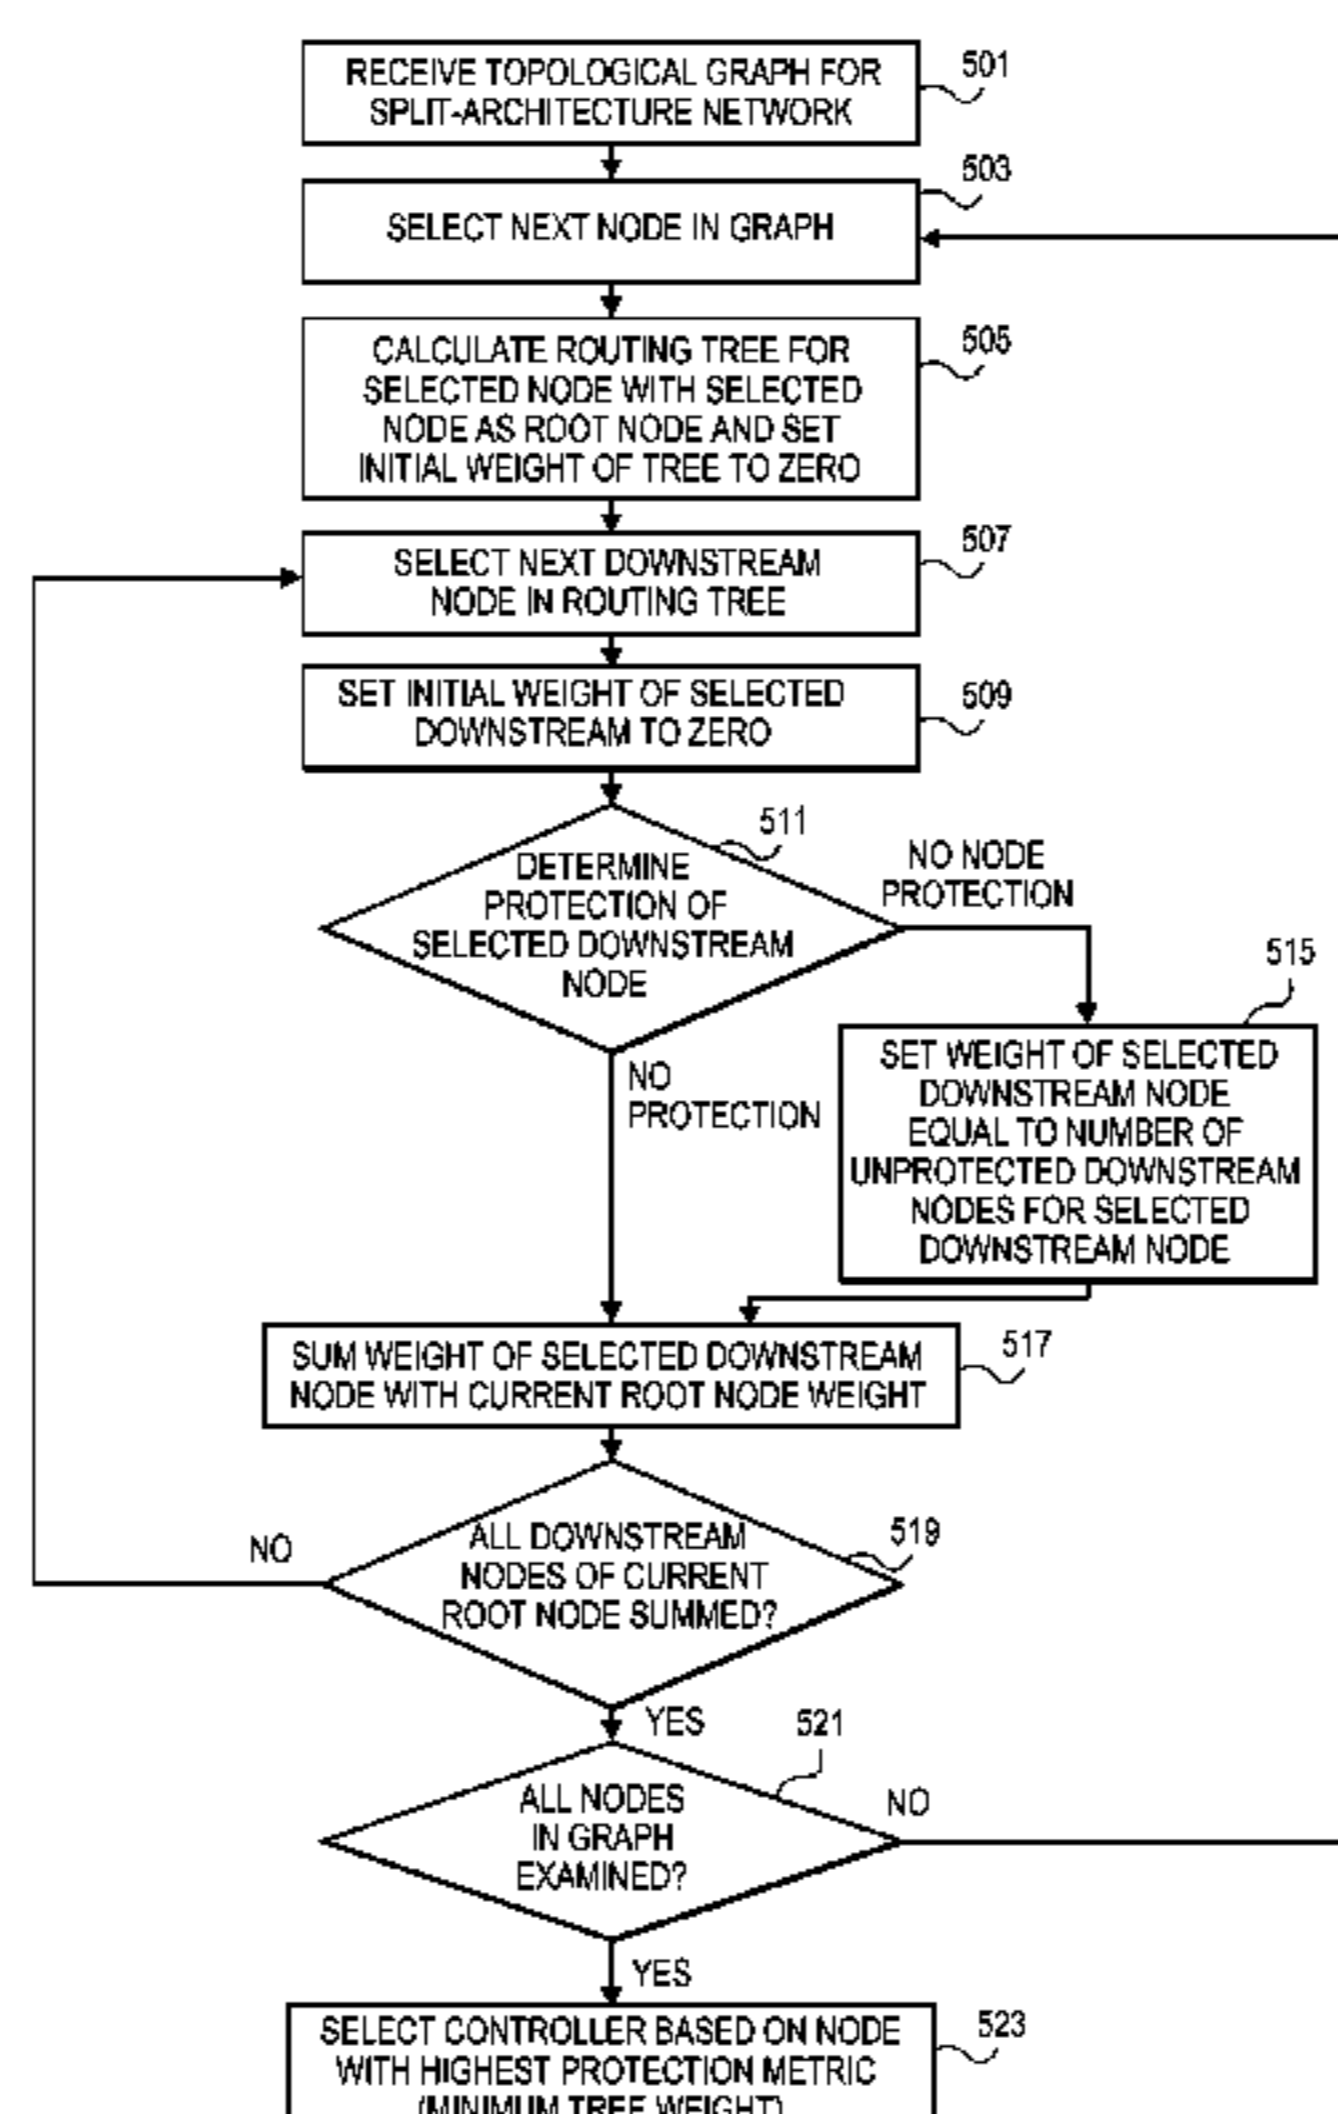 RECEIVE TOPOLOGICAL GRAPH FOR
SPLIT-ARCHITECTURE NETWORK
501
503
SELECT NEXT NODE IN GRAPH
505
CALCULATE ROUTING TREE FOR
SELECTED NODE WITH SELECTED
NODE AS ROOT NODE AND SET
INITIAL WEIGHT OF TREE TO ZERO
507
SELECT NEXT DOWNSTREAM
NODE IN ROUTING TREE
509
SET INITIAL WEIGHT OF SELECTED
DOWNSTREAM TO ZERO
511
DETERMINE
PROTECTION OF
SELECTED DOWNSTREAM
NODE
NO NODE
PROTECTION
515
SET WEIGHT OF SELECTED
DOWNSTREAM NODE
EQUAL TO NUMBER OF
UNPROTECTED DOWNSTREAM
NODES FOR SELECTED
DOWNSTREAM NODE
NO
PROTECTION
517
SUM WEIGHT OF SELECTED DOWNSTREAM
NODE WITH CURRENT ROOT NODE WEIGHT
519
ALL DOWNSTREAM
NODES OF CURRENT
ROOT NODE SUMMED?
NO
YES
521
ALL NODES
IN GRAPH
EXAMINED?
NO
YES
523
SELECT CONTROLLER BASED ON NODE
WITH HIGHEST PROTECTION METRIC
(MINIMUM TREE WEIGHT)